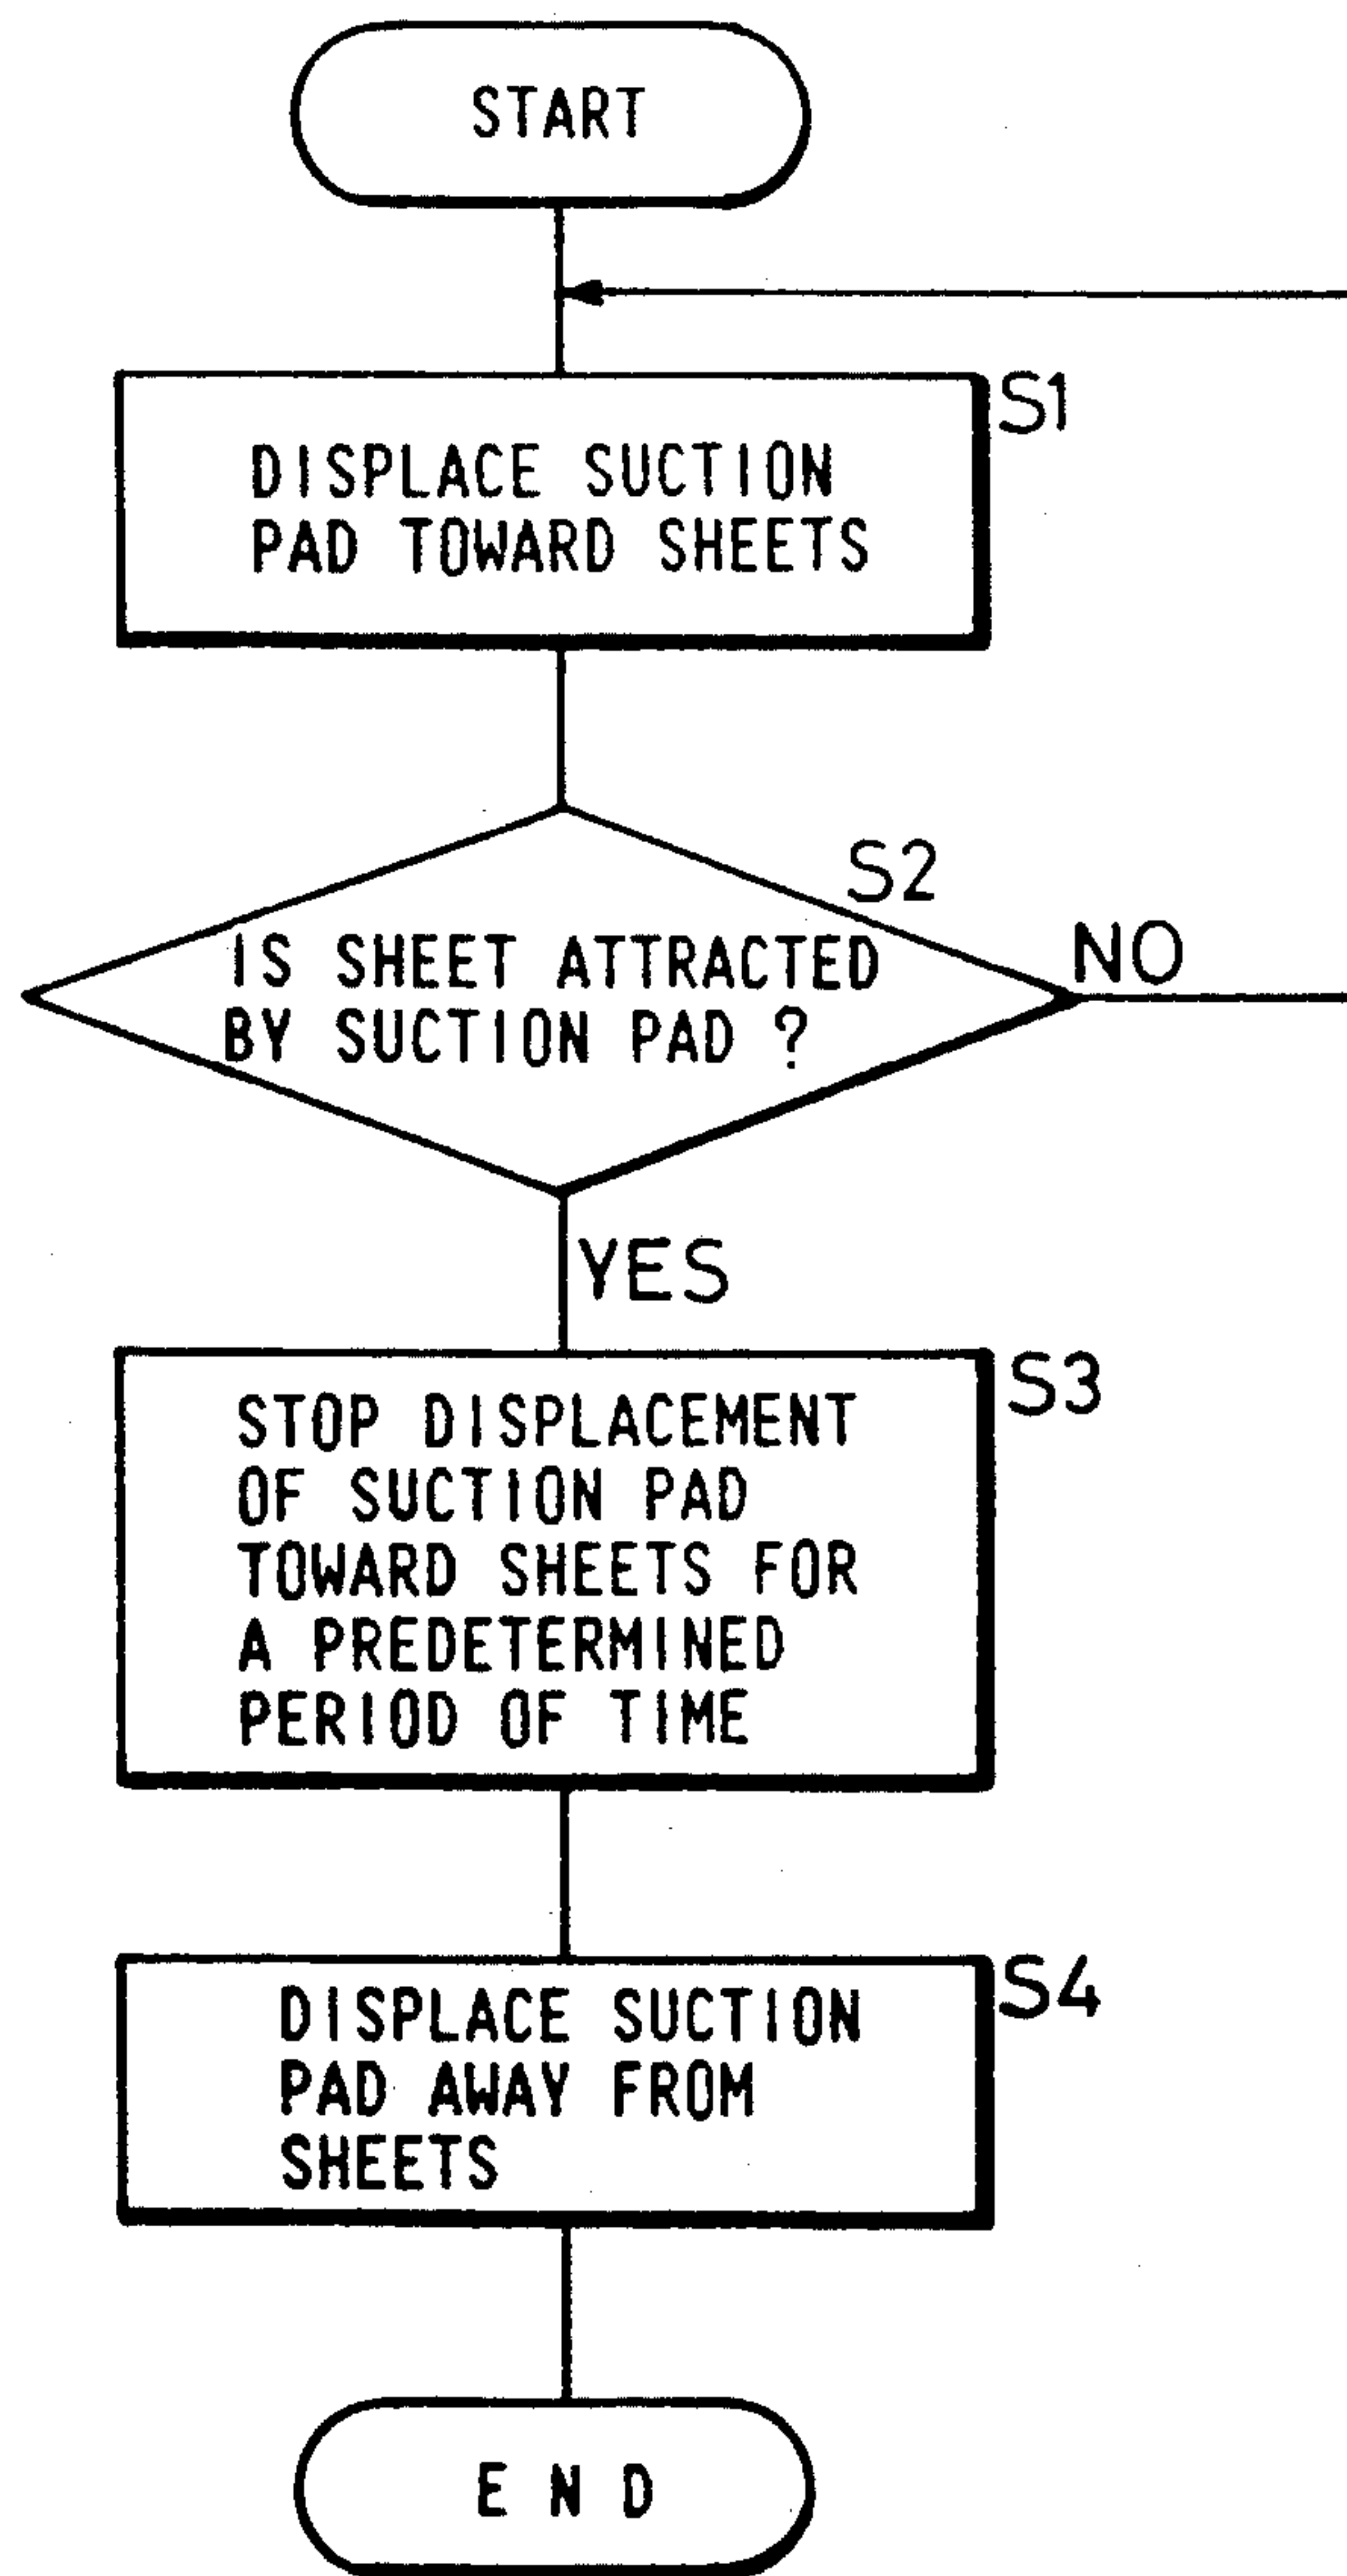 START
S1
DISPLACE SUCTION
PAD TOWARD SHEETS
S2
IS SHEET ATTRACTED
BY SUCTION PAD ?
NO
YES
S3
STOP DISPLACEMENT
OF SUCTION PAD
TOWARD SHEETS FOR
A PREDETERMINED
PERIOD OF TIME
S4
DISPLACE SUCTION
PAD AWAY FROM
SHEETS
END